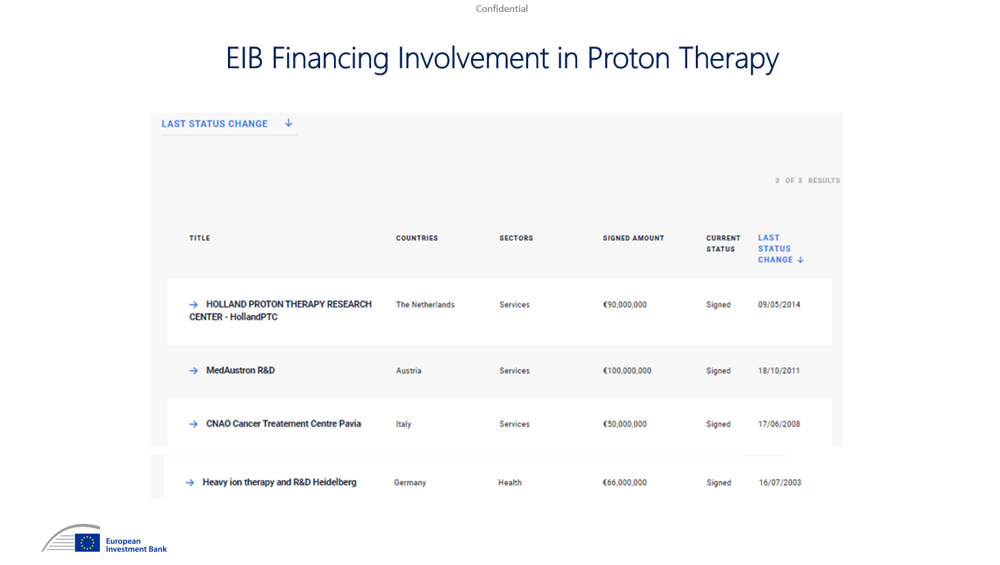 Confidential
EIB Financing Involvement in Proton Therapy
LAST STATUS CHANGE ↓
3 OF 3 RESULTS
TITLE COUNTRIES SECTORS SIGNED AMOUNT CURRENT STATUS LAST STATUS CHANGE ↓
→ HOLLAND PROTON THERAPY RESEARCH CENTER - HollandPTC The Netherlands Services €90,000,000 Signed 09/05/2014
→ MedAustron R&D Austria Services €100,000,000 Signed 18/10/2011
→ CNAO Cancer Treatement Centre Pavia Italy Services €50,000,000 Signed 17/06/2008
→ Heavy ion therapy and R&D Heidelberg Germany Health €66,000,000 Signed 16/07/2003
European
Investment Bank